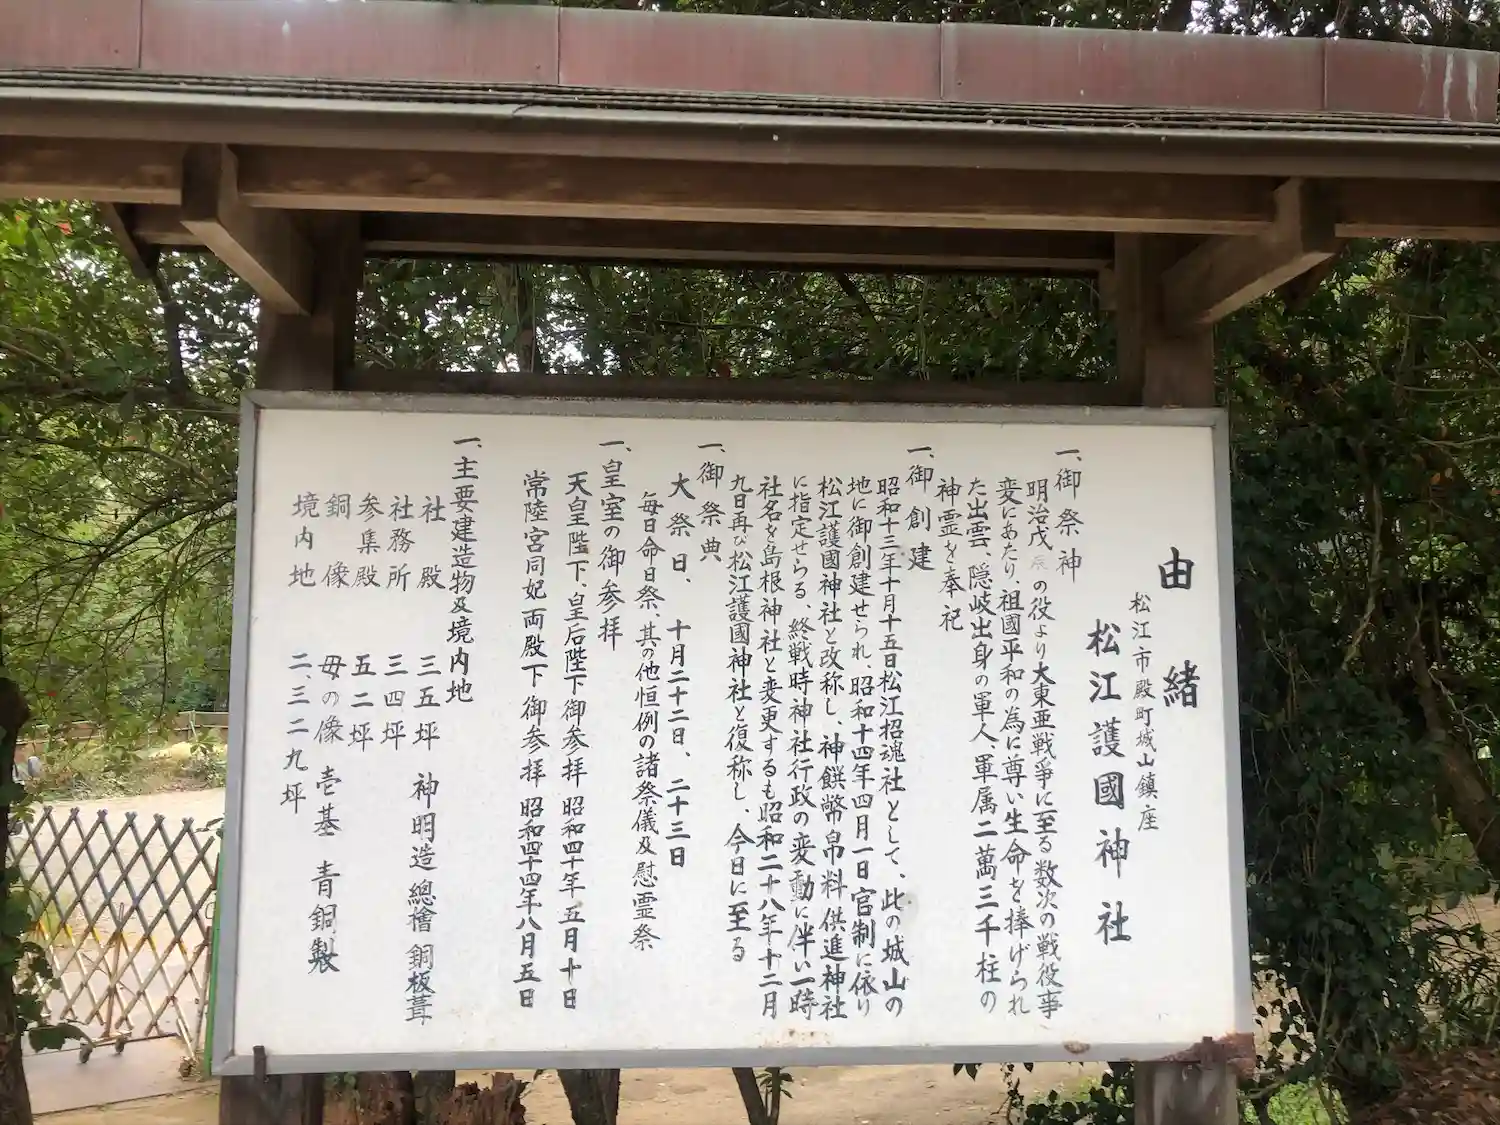 由緒
松江市殿町城山鎮座
松江護國神社
一、御祭神
明治戊辰の役より大東亜戦爭に至る数次の戦役事
変にあたり、祖國平和の為に尊い生命を捧げられ
た出雲、隠岐出身の軍人、軍属二萬三千柱の
神霊を奉祀
一、御創建
昭和十三年十月十五日松江招魂社として、此の城山の
地に御創建せられ、昭和十四年四月一日官制に依り
松江護國神社と改称し、神饌幣帛料供進神社
に指定せらる、終戦時神社行政の変動に伴い一時
社名を島根神社と変更するも昭和二十八年十二月
九日再び松江護國神社と復称し、今日に至る
一、御祭典
大祭日、十月二十二日、二十三日
毎日命日祭、其の他恒例の諸祭儀及慰霊祭
一、皇室の御参拝
天皇陛下、皇后陛下御参拝 昭和四十年五月十日
常陸宮同妃両殿下御参拝 昭和四十四年八月五日
一、主要建造物及境内地
社殿 三五坪 神明造總檜銅板葺
社務所 三四坪
参集殿 五二坪
銅像 母の像 壱基 青銅製
境内地 二、三二九坪